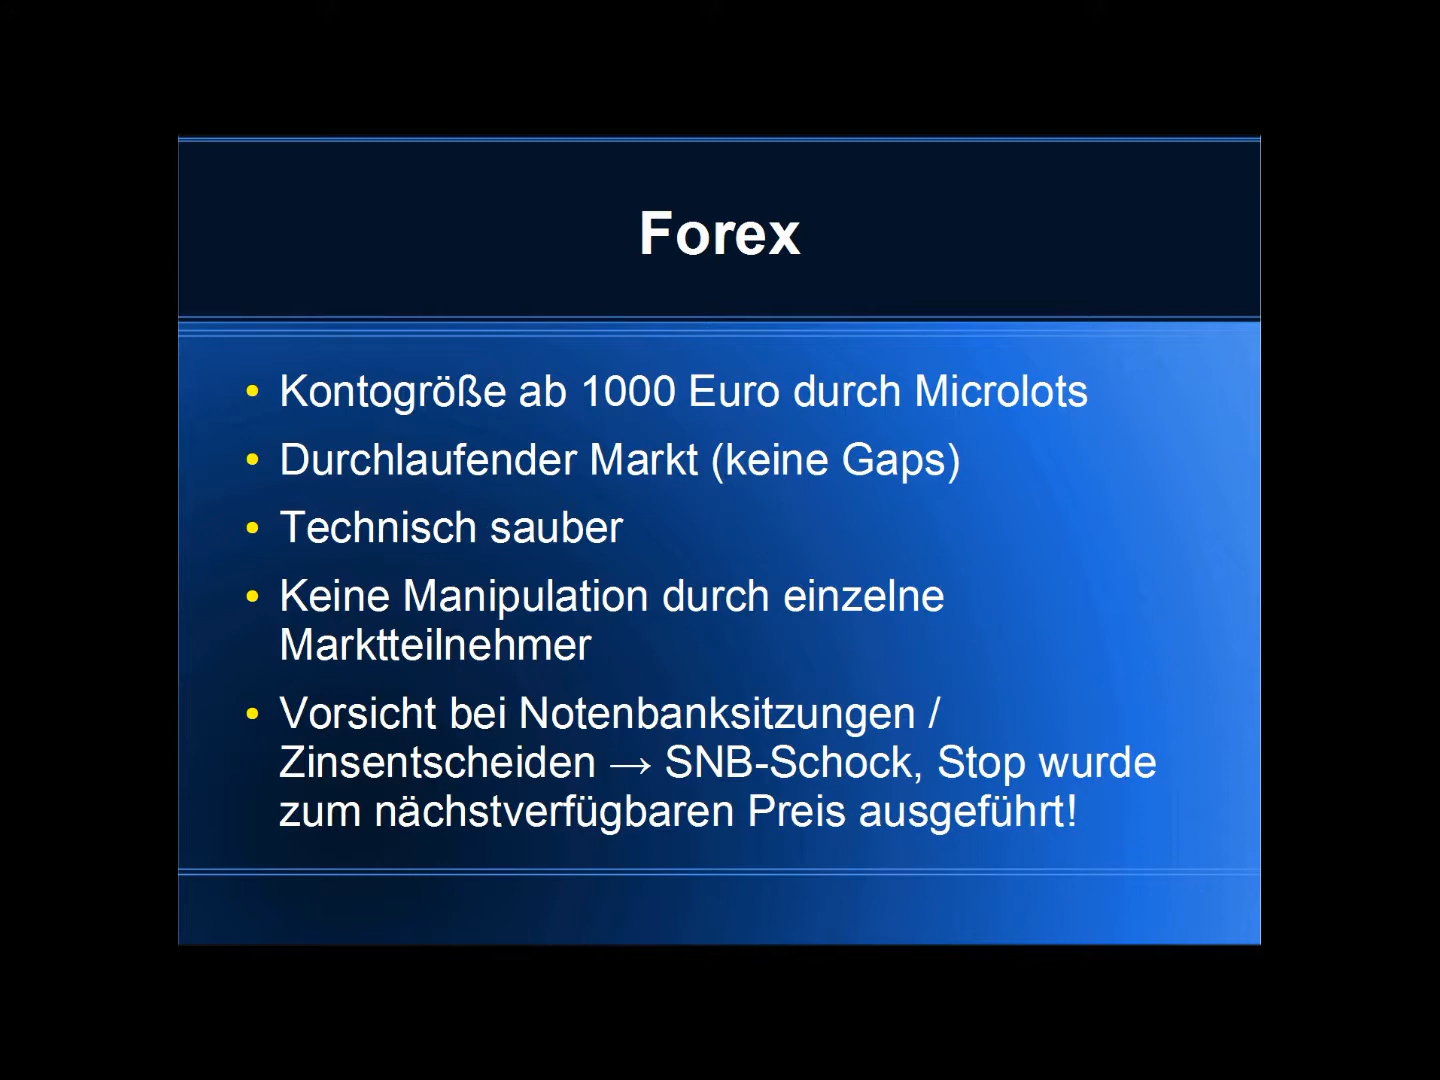 Forex
• Kontogröße ab 1000 Euro durch Microlots
• Durchlaufender Markt (keine Gaps)
• Technisch sauber
• Keine Manipulation durch einzelne
Marktteilnehmer
• Vorsicht bei Notenbanksitzungen /
Zinsentscheiden → SNB-Schock, Stop wurde
zum nächstverfügbaren Preis ausgeführt!